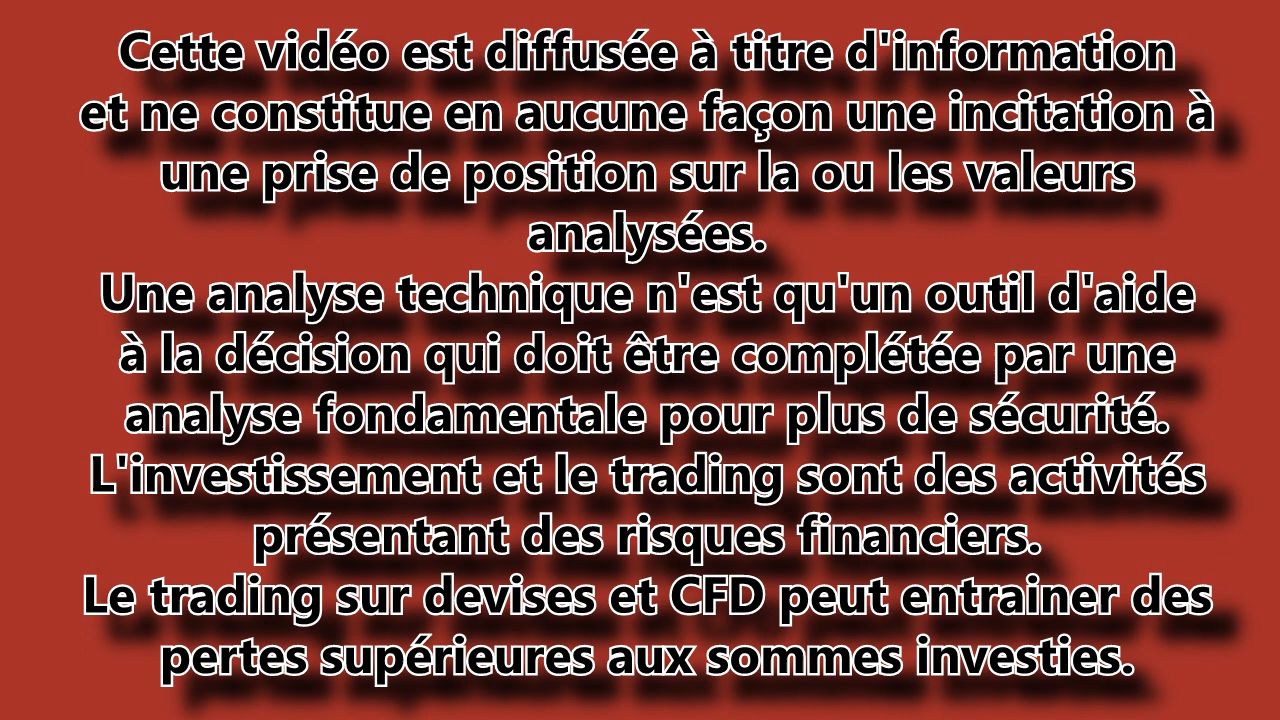 Cette vidéo est diffusée à titre d'information
et ne constitue en aucune façon une incitation à
une prise de position sur la ou les valeurs
analysées.
Une analyse technique n'est qu'un outil d'aide
à la décision qui doit être complétée par une
analyse fondamentale pour plus de sécurité.
L'investissement et le trading sont des activités
présentant des risques financiers.
Le trading sur devises et CFD peut entrainer des
pertes supérieures aux sommes investies.